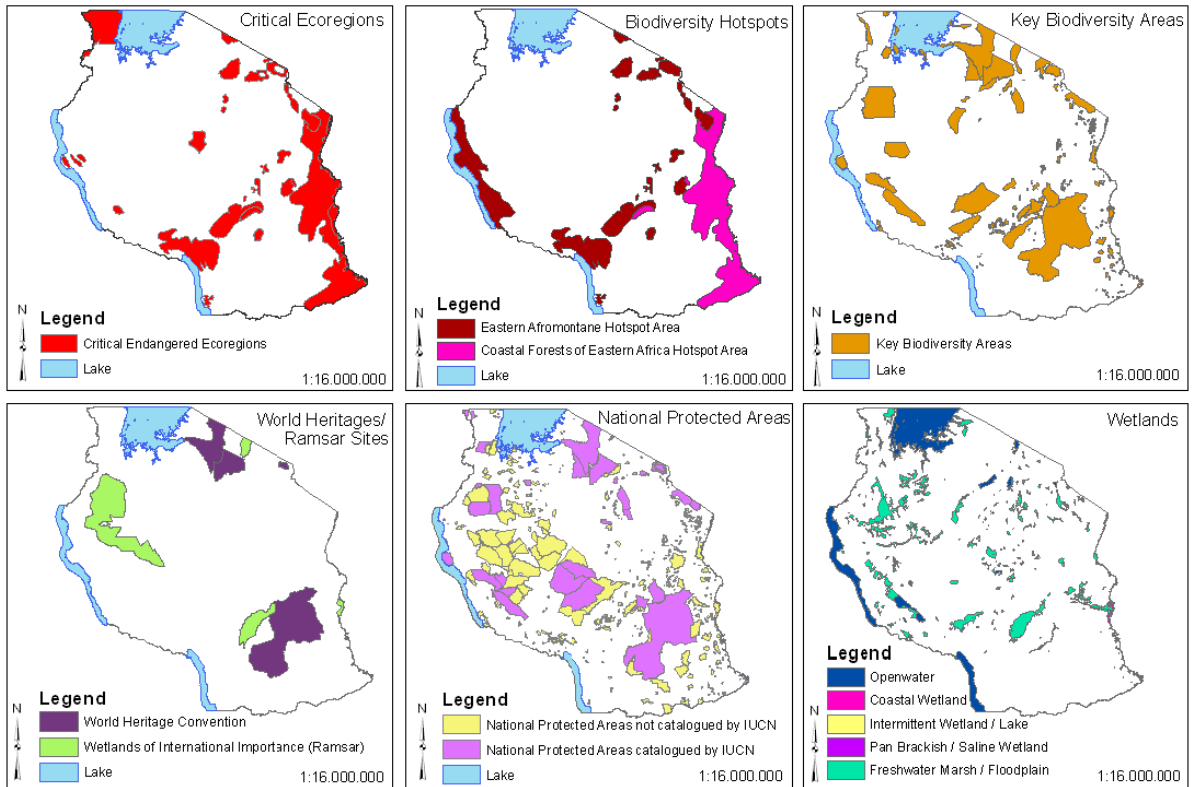 Critical Ecoregions
N
Legend
Critical Endangered Ecoregions
Lake
1:16.000.000
Biodiversity Hotspots
N
Legend
Eastern Afromontane Hotspot Area
Coastal Forests of Eastern Africa Hotspot Area
Lake
1:16.000.000
Key Biodiversity Areas
N
Legend
Key Biodiversity Areas
Lake
1:16.000.000
World Heritages/
Ramsar Sites
N
Legend
World Heritage Convention
Wetlands of International Importance (Ramsar)
Lake
1:16.000.000
National Protected Areas
N
Legend
National Protected Areas not catalogued by IUCN
National Protected Areas catalogued by IUCN
Lake
1:16.000.000
Wetlands
N
Legend
Openwater
Coastal Wetland
Intermittent Wetland / Lake
Pan Brackish / Saline Wetland
Freshwater Marsh / Floodplain
1:16.000.000